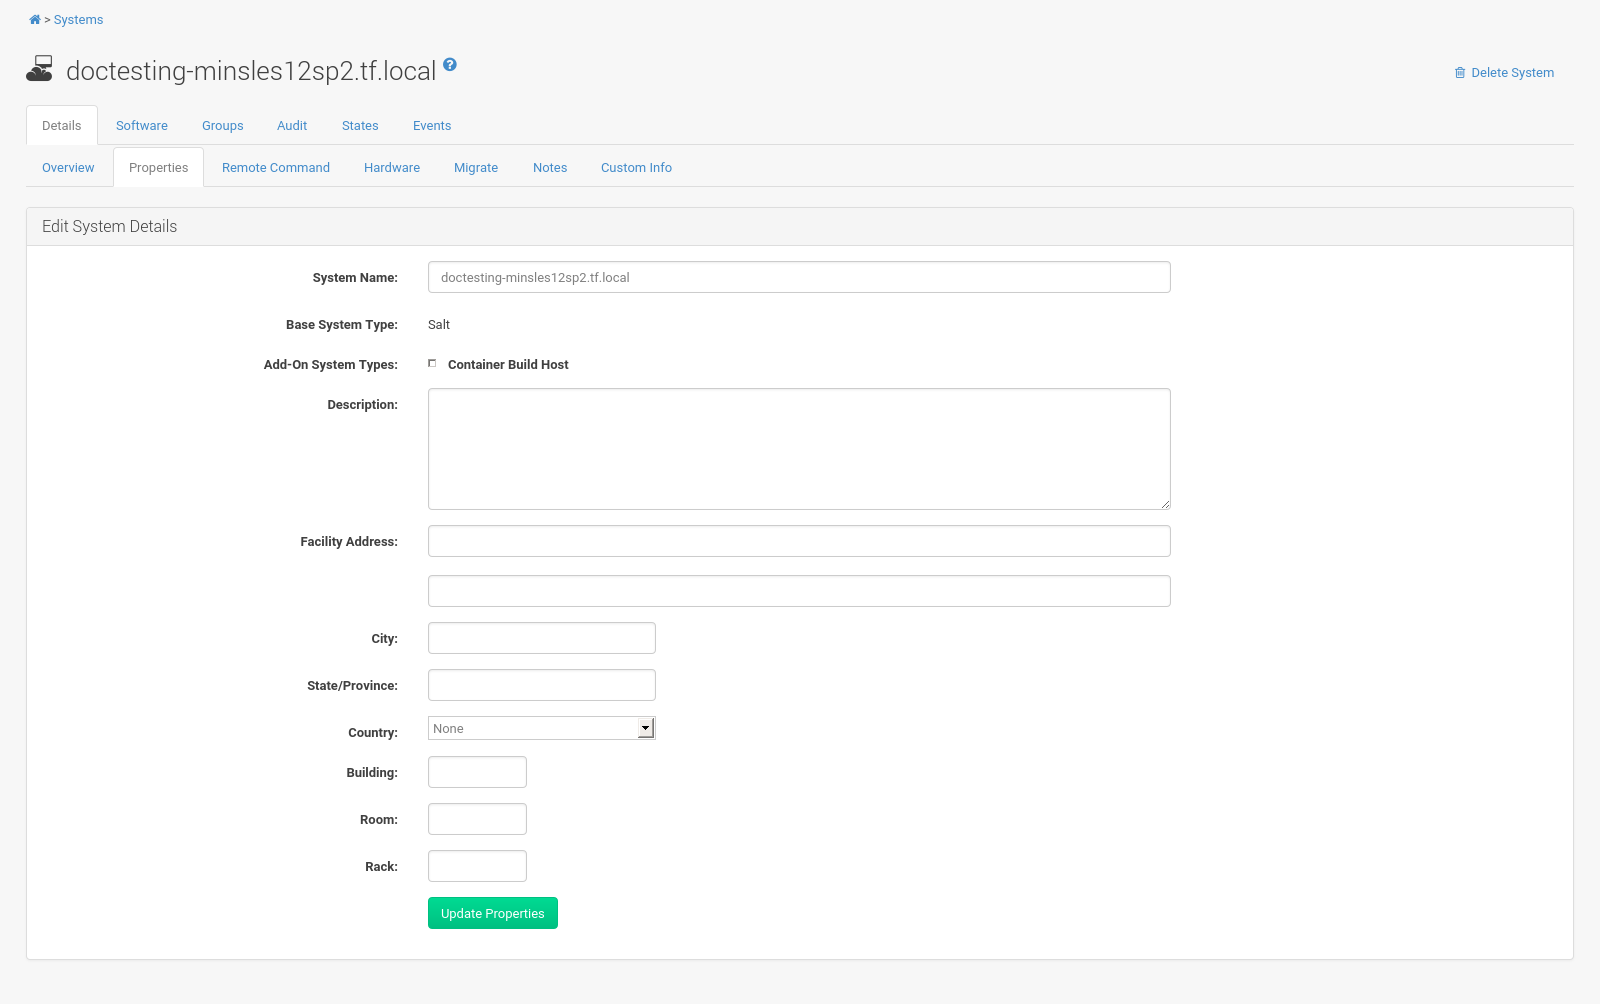 > Systems
doctesting-minsles12sp2.tf.local ?
Delete System
Details Software Groups Audit States Events
Overview Properties Remote Command Hardware Migrate Notes Custom Info
Edit System Details
System Name: doctesting-minsles12sp2.tf.local
Base System Type: Salt
Add-On System Types: Container Build Host
Description:
Facility Address:
City:
State/Province:
Country: None
Building:
Room:
Rack:
Update Properties